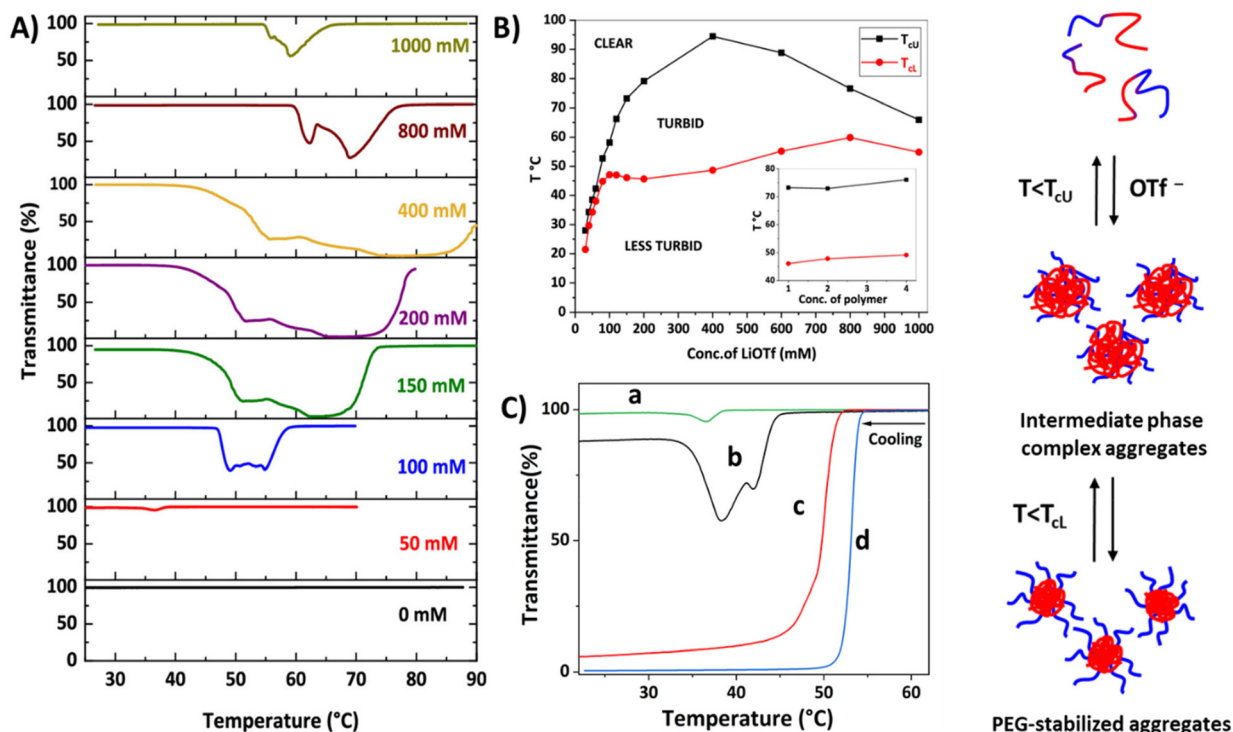 A)
100
50
1000 mM
100
50
800 mM
100
50
400 mM
100
50
200 mM
100
50
150 mM
100
50
100 mM
100
50
50 mM
100
50
0 mM
0
Transmittance (%)
30 40 50 60 70 80 90
Temperature (°C)
B)
100
90
80
70
60
50
40
30
20
10
0
T °C
CLEAR
TURBID
LESS TURBID
TcU
TcL
80
70
60
50
40
T °C
1 2 3 4
Conc. of polymer
0 100 200 300 400 500 600 700 800 900 1000
Conc.of LiOTf (mM)
C)
100
50
0
Transmittance(%)
a
b
c
d
Cooling
30 40 50 60
Temperature (°C)
T<TcU
OTf –
Intermediate phase
complex aggregates
T<TcL
PEG-stabilized aggregates